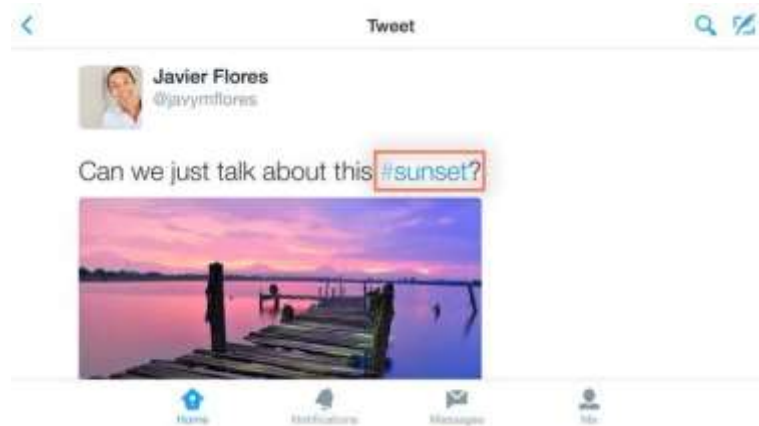 Tweet
Javier Flores
@javymflores
Can we just talk about this #sunset?
Home
Notifications
Messages
Me